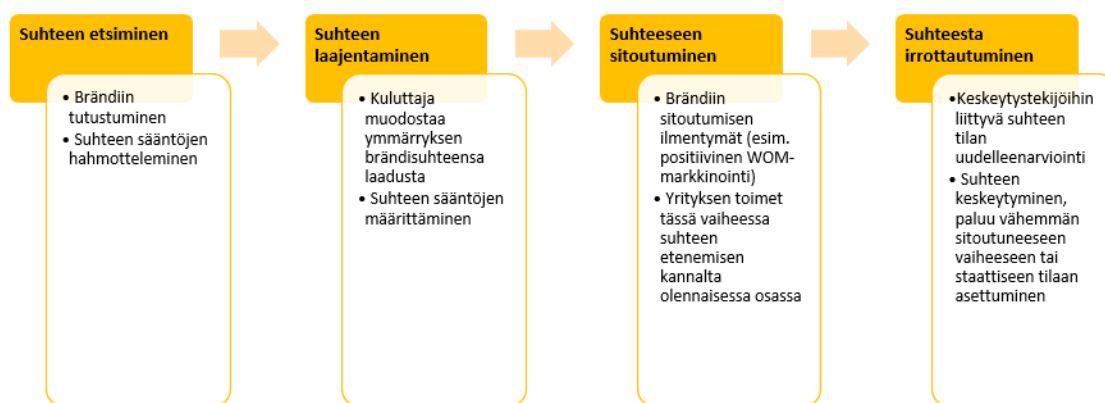 Suhteen etsiminen
• Brändiin
tutustuminen
• Suhteen sääntöjen
hahmotteleminen
Suhteen
laajentaminen
• Kuluttaja
muodostaa
ymmärryksen
brändisuhteensa
laadusta
• Suhteen sääntöjen
määrittäminen
Suhteeseen
sitoutuminen
• Brändiin
sitoutumisen
ilmentymät (esim.
positiivinen WOM-
markkinointi)
• Yrityksen toimet
tässä vaiheessa
suhteen
etenemisen
kannalta
olennaisessa osassa
Suhteesta
irrottautuminen
•Keskeytystekijöihin
liittyvä suhteen
tilan
uudelleenarviointi
• Suhteen
keskeytyminen,
paluu vähemmän
sitoutuneeseen
vaiheeseen tai
staattiseen tilaan
asettuminen